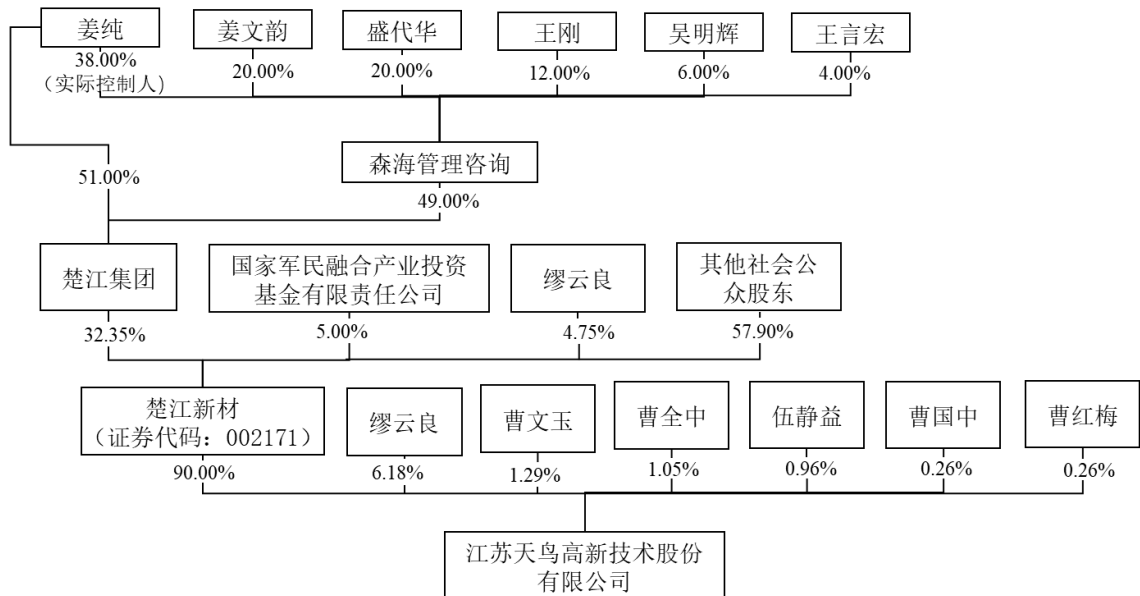 姜纯
姜文韵
盛代华
王刚
吴明辉
王言宏
38.00%
(实际控制人)
20.00%
20.00%
12.00%
6.00%
4.00%
森海管理咨询
51.00%
49.00%
楚江集团
国家军民融合产业投资
基金有限责任公司
缪云良
其他社会公
众股东
32.35%
5.00%
4.75%
57.90%
楚江新材
（证券代码：002171）
缪云良
曹文玉
曹全中
伍静益
曹国中
曹红梅
90.00%
6.18%
1.29%
1.05%
0.96%
0.26%
0.26%
江苏天鸟高新技术股份
有限公司